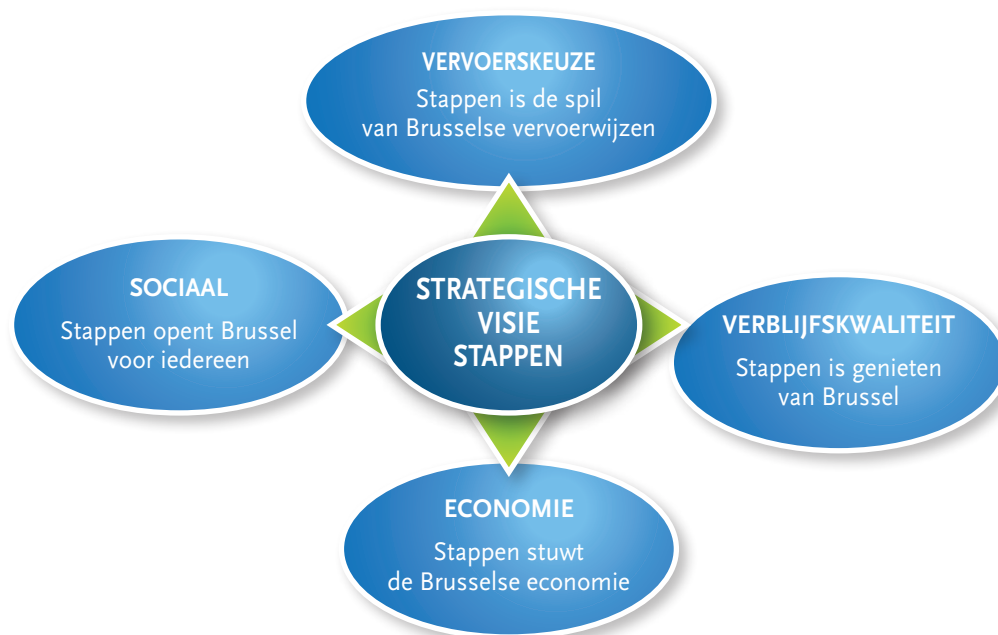 VERVOERSKEUZE
Stappen is de spil
van Brusselse vervoerwijzen
SOCIAAL
Stappen opent Brussel
voor iedereen
STRATEGISCHE
VISIE
STAPPEN
VERBLIJFSKWALITEIT
Stappen is genieten
van Brussel
ECONOMIE
Stappen stuwt
de Brusselse economie